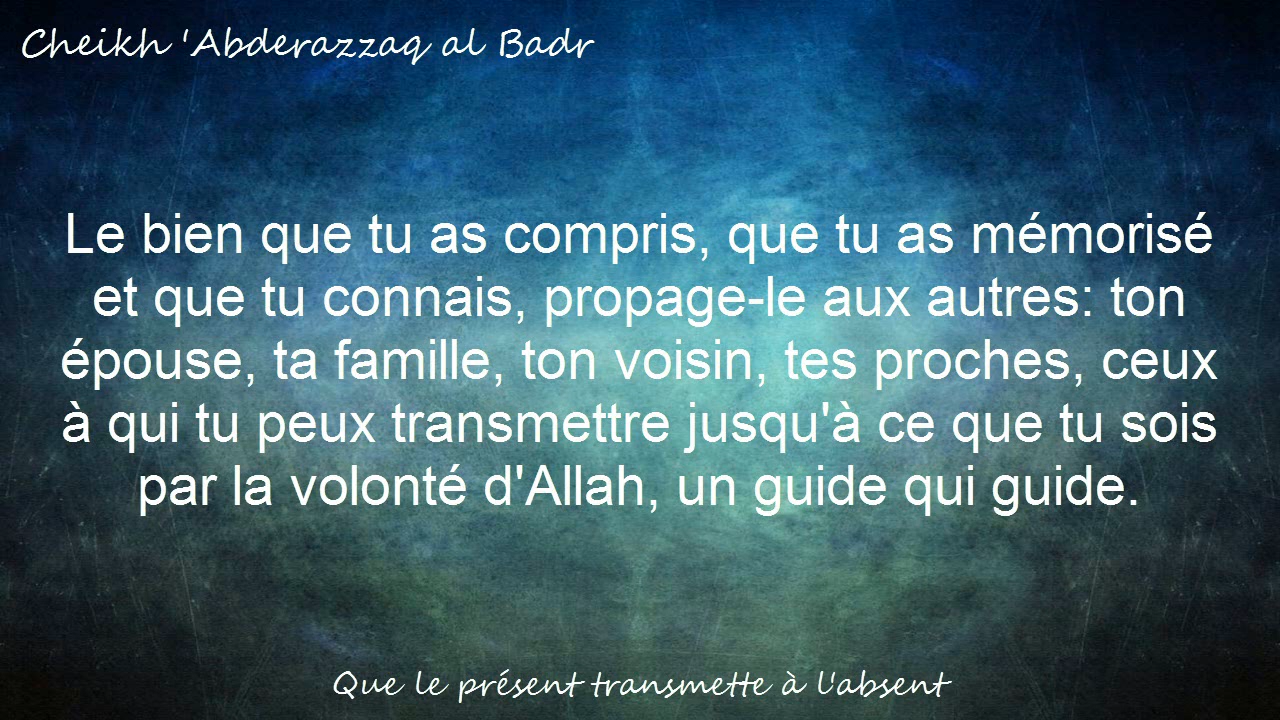 Cheikh 'Abderazzaq al Badr
Le bien que tu as compris, que tu as mémorisé
et que tu connais, propage-le aux autres: ton
épouse, ta famille, ton voisin, tes proches, ceux
à qui tu peux transmettre jusqu'à ce que tu sois
par la volonté d'Allah, un guide qui guide.
Que le présent transmette à l'absent